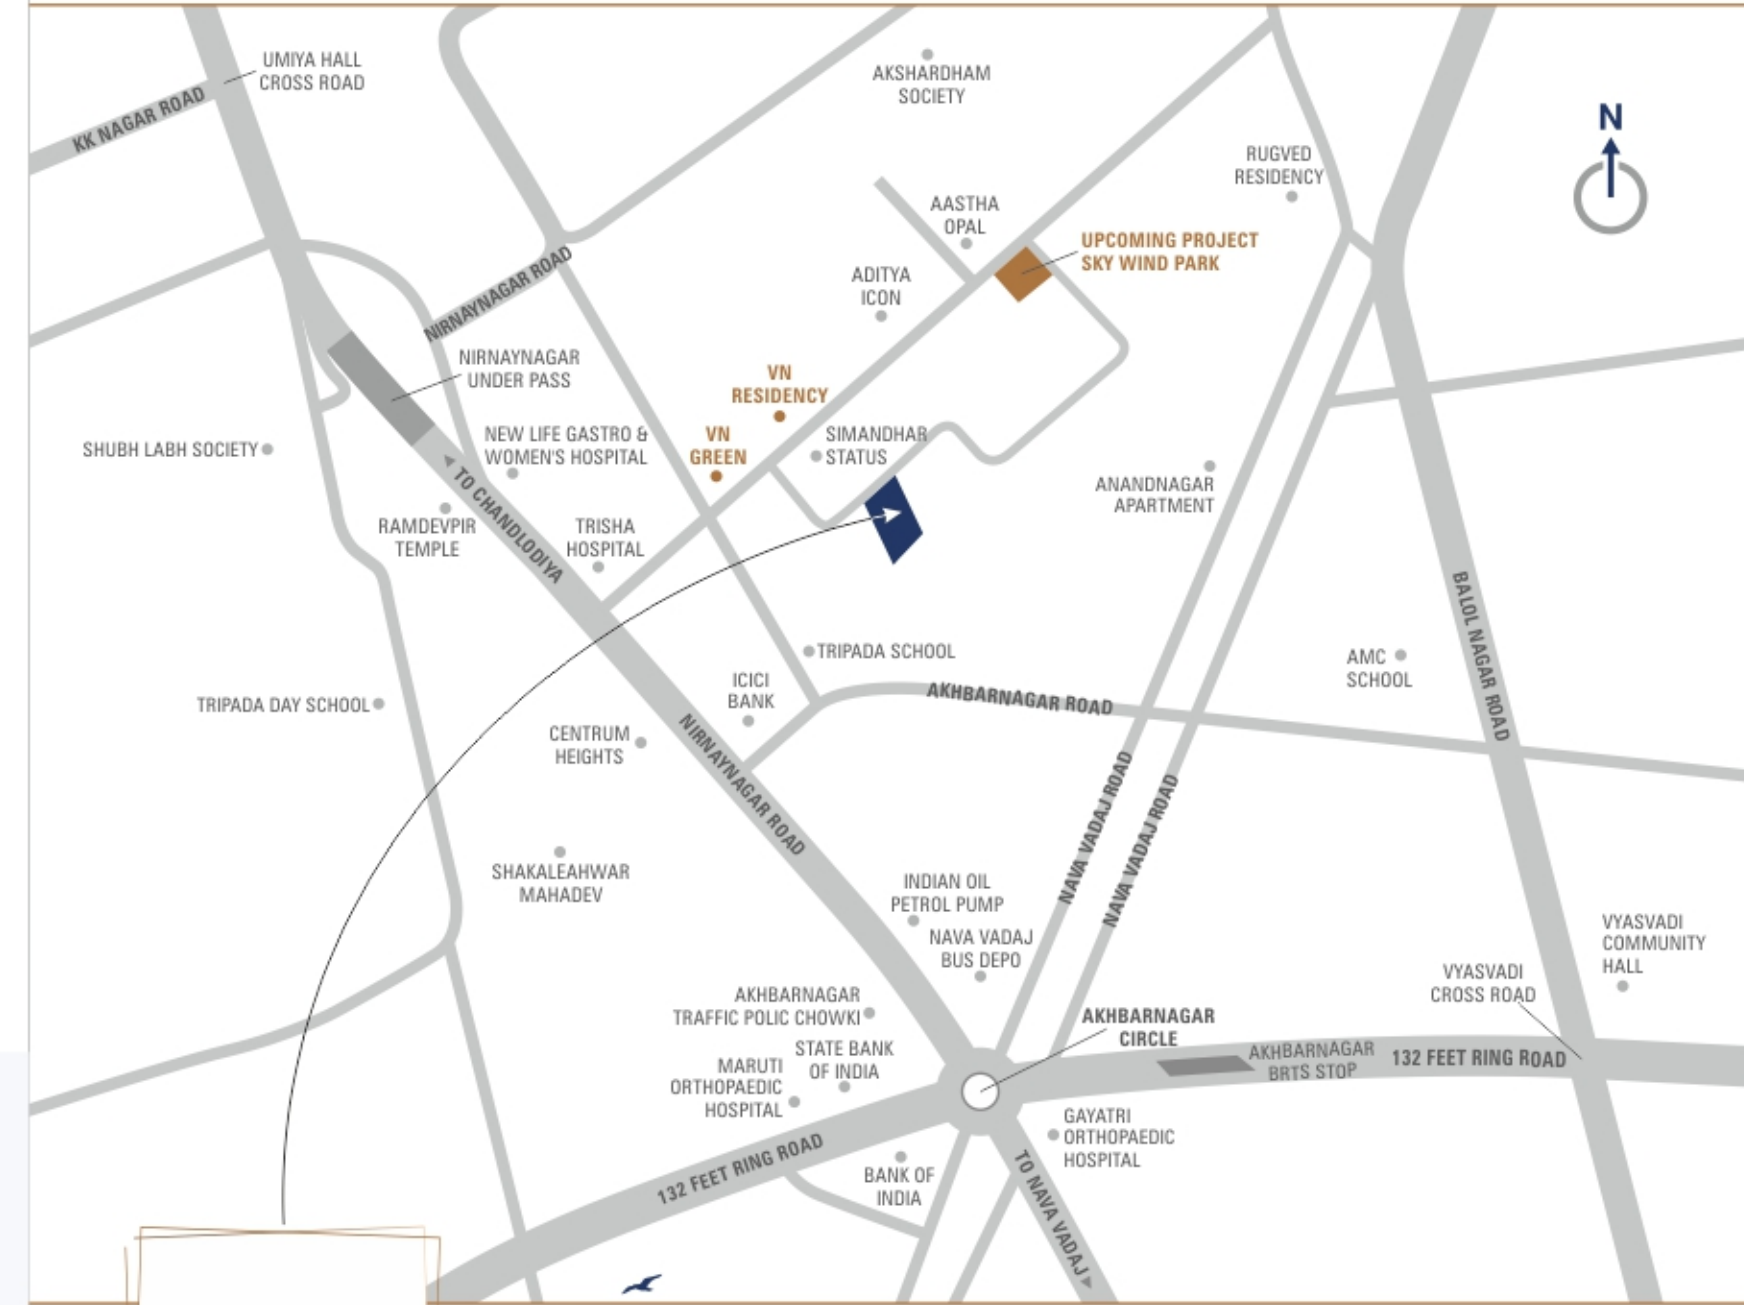 UMIYA HALL
CROSS ROAD
KK NAGAR ROAD
AKSHARDHAM
SOCIETY
N
RUGVED
RESIDENCY
AASTHA
OPAL
UPCOMING PROJECT
SKY WIND PARK
ADITYA
ICON
NIRNAYNAGAR ROAD
NIRNAYNAGAR
UNDER PASS
VN
RESIDENCY
VN
GREEN
SIMANDHAR
STATUS
SHUBH LABH SOCIETY
NEW LIFE GASTRO &
WOMEN'S HOSPITAL
TO CHANDLODIYA
RAMDEVPIR
TEMPLE
TRISHA
HOSPITAL
ANANDNAGAR
APARTMENT
BALOL NAGAR ROAD
TRIPADA SCHOOL
AMC
SCHOOL
ICICI
BANK
AKHBARNAGAR ROAD
TRIPADA DAY SCHOOL
CENTRUM
HEIGHTS
NIRNAYNAGAR ROAD
NAVA VADAJ ROAD
NAVA VADAJ ROAD
SHAKALEAHWAR
MAHADEV
INDIAN OIL
PETROL PUMP
NAVA VADAJ
BUS DEPO
VYASVADI
COMMUNITY
HALL
VYASVADI
CROSS ROAD
AKHBARNAGAR
TRAFFIC POLIC CHOWKI
AKHBARNAGAR
CIRCLE
STATE BANK
OF INDIA
MARUTI
ORTHOPAEDIC
HOSPITAL
AKHBARNAGAR
BRTS STOP
132 FEET RING ROAD
GAYATRI
ORTHOPAEDIC
HOSPITAL
132 FEET RING ROAD
BANK OF
INDIA
TO NAVA VADAJ